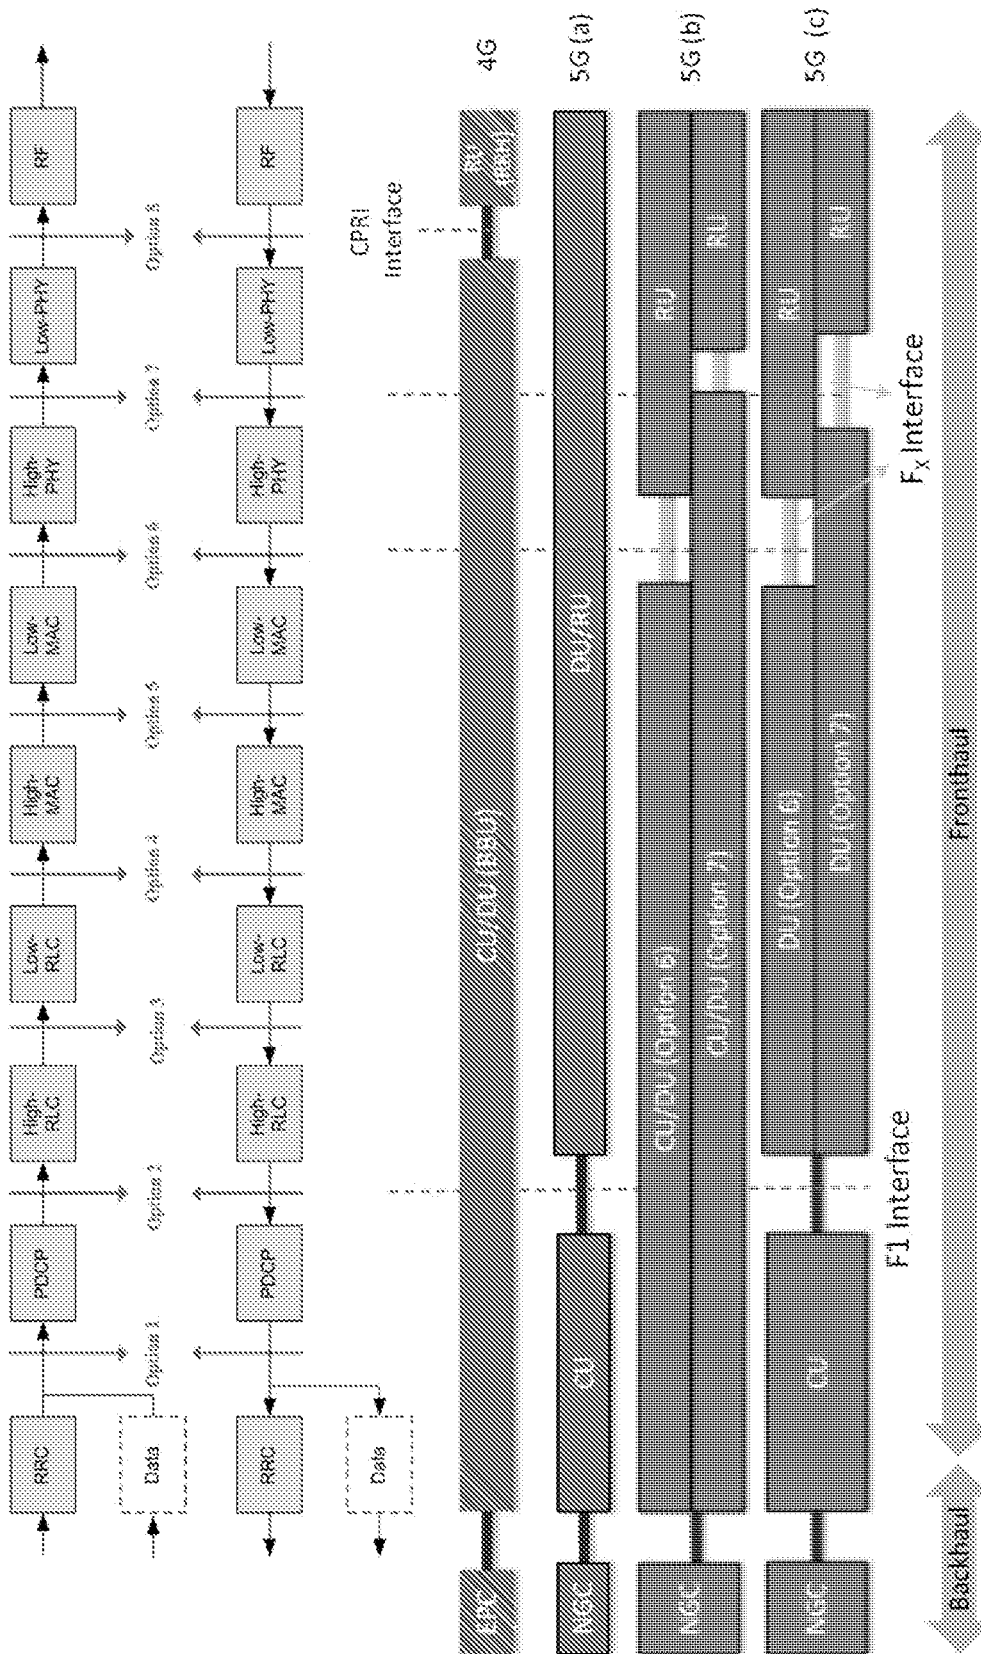 RRC
PDCP
High-
RLC
Low-
RLC
High-
MAC
Low-
MAC
High-
PHY
Low-PHY
RF
Data
Option 1
Option 2
Option 3
Option 4
Option 5
Option 6
Option 7
Option 8
RRC
PDCP
High-
RLC
Low-
RLC
High
MAC
Low-
MAC
High-
PHY
Low-PHY
RF
Data
CPRI
Interface
EPC
CU/DU (BBU)
RU
(RRH)
4G
NGC
CU
DU/RU
5G (a)
NGC
CU/DU (Option 6)
RU
CU/DU (Option 7)
RU
5G (b)
NGC
CU
DU (Option 6)
RU
DU (Option 7)
RU
5G (c)
F1 Interface
Fx Interface
Backhaul
Fronthaul